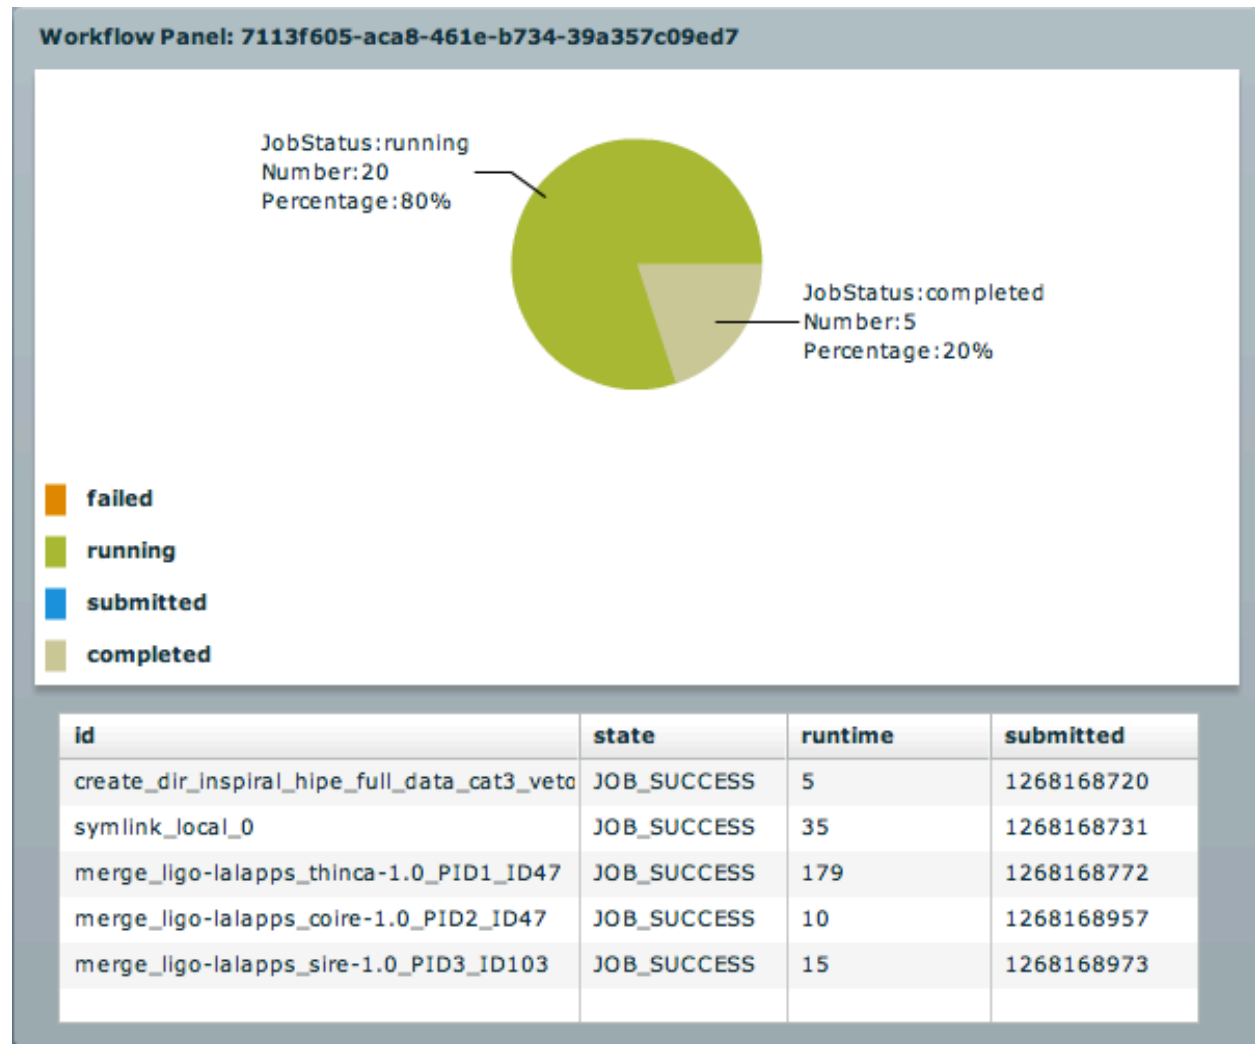 Workflow Panel: 7113f605-aca8-461e-b734-39a357c09ed7
JobStatus:running
Number:20
Percentage:80%
JobStatus:completed
Number:5
Percentage:20%
failed
running
submitted
completed
id state runtime submitted
create_dir_inspiral_hipe_full_data_cat3_veto JOB_SUCCESS 5 1268168720
symlink_local_0 JOB_SUCCESS 35 1268168731
merge_ligo-lalapps_thinca-1.0_PID1_ID47 JOB_SUCCESS 179 1268168772
merge_ligo-lalapps_coire-1.0_PID2_ID47 JOB_SUCCESS 10 1268168957
merge_ligo-lalapps_sire-1.0_PID3_ID103 JOB_SUCCESS 15 1268168973